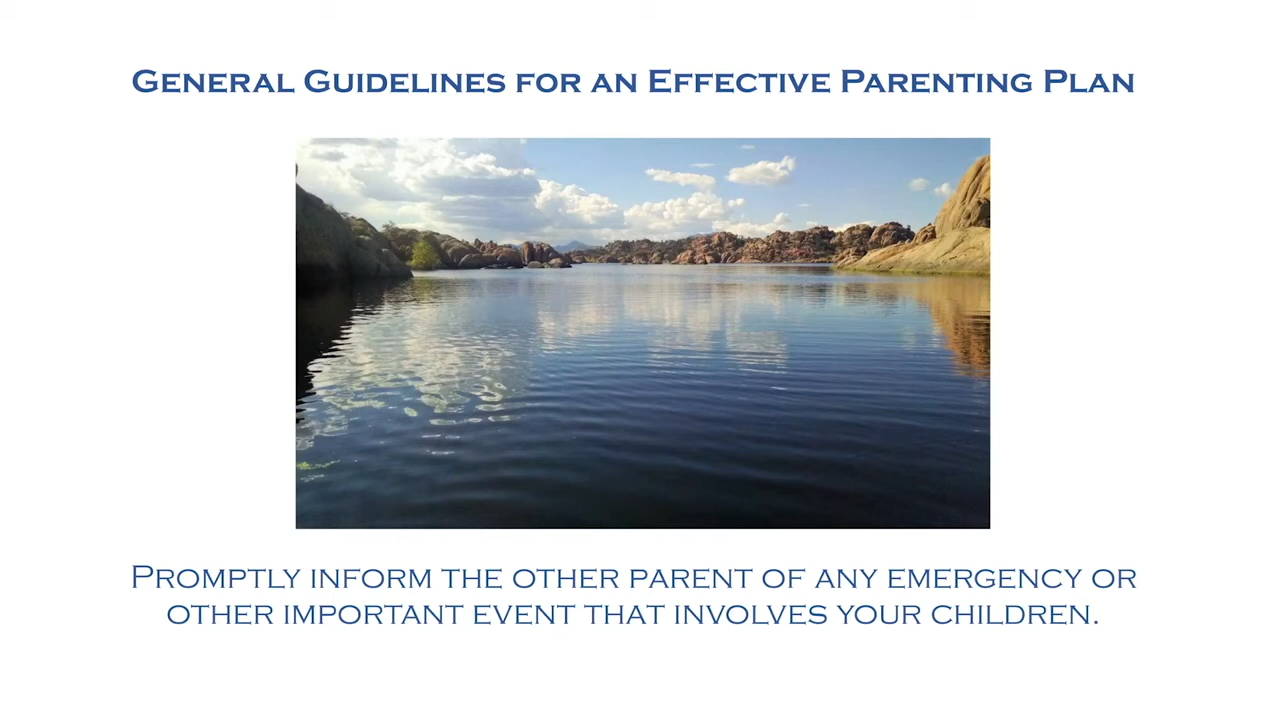 General Guidelines for an Effective Parenting Plan
Promptly inform the other parent of any emergency or
other important event that involves your children.